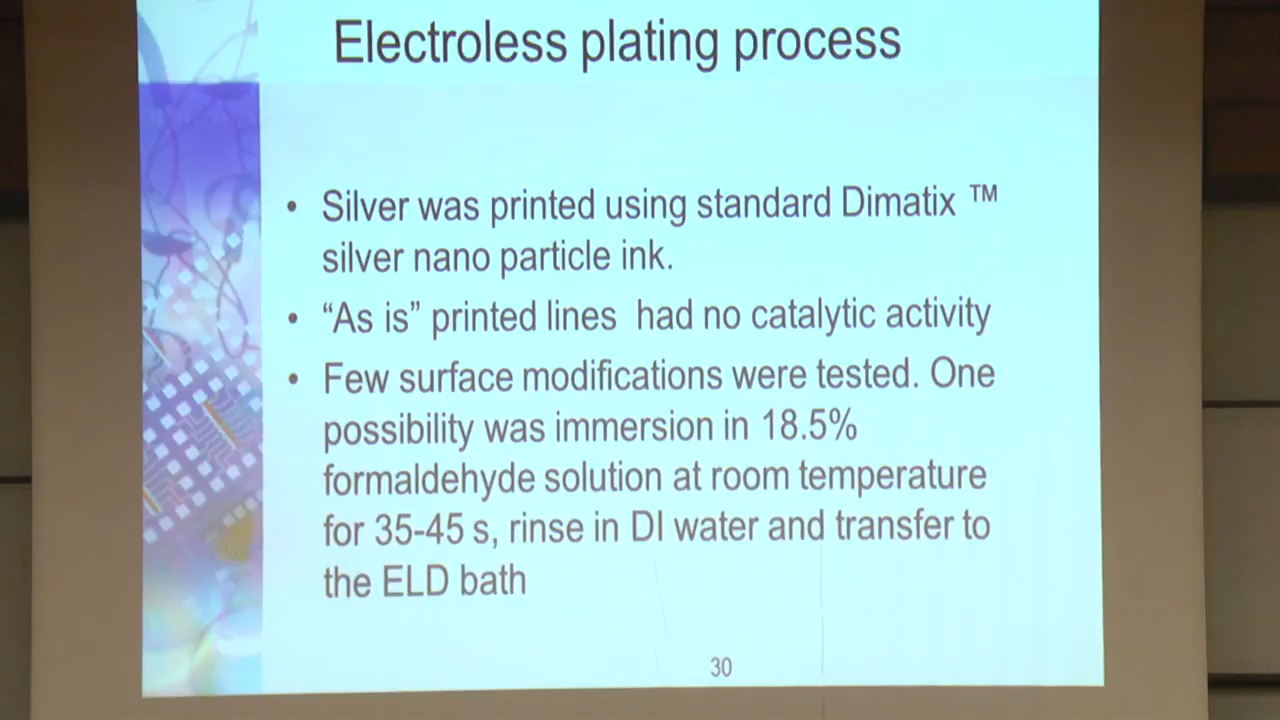 Electroless plating process
• Silver was printed using standard Dimatix ™
silver nano particle ink.
• “As is” printed lines had no catalytic activity
• Few surface modifications were tested. One
possibility was immersion in 18.5%
formaldehyde solution at room temperature
for 35-45 s, rinse in DI water and transfer to
the ELD bath
30